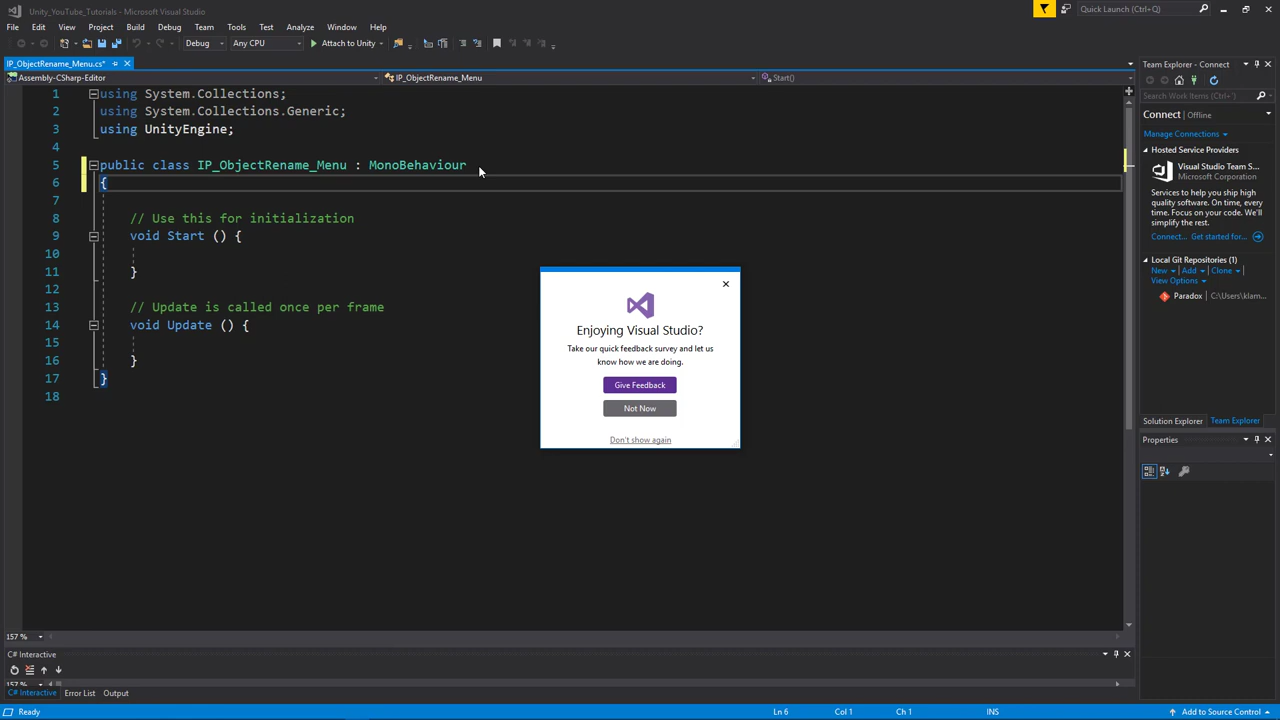 Unity_YouTube_Tutorials - Microsoft Visual Studio
Quick Launch (Ctrl+Q)
File Edit View Project Build Debug Team Tools Test Analyze Window Help
Sign in
Debug Any CPU Attach to Unity
IP_ObjectRename_Menu.cs*
Assembly-CSharp-Editor IP_ObjectRename_Menu Start()
1 using System.Collections;
2 using System.Collections.Generic;
3 using UnityEngine;
4
5 public class IP_ObjectRename_Menu : MonoBehaviour
6 {
7
8 // Use this for initialization
9 void Start () {
10
11 }
12
13 // Update is called once per frame
14 void Update () {
15
16 }
17 }
18
Enjoying Visual Studio?
Take our quick feedback survey and let us
know how we are doing.
Give Feedback
Not Now
Don't show again
Team Explorer - Connect
Search Work Items (Ctrl+')
Connect | Offline
Manage Connections
Hosted Service Providers
Visual Studio Team S...
Microsoft Corporation
Services to help you ship high
quality software. On time, every
time. Focus on your code. We'll
simplify the rest.
Connect... Get started for...
Local Git Repositories (1)
New Add Clone
View Options
Paradox C:\Users\klam...
Solution Explorer Team Explorer
Properties
157 %
C# Interactive
157 %
C# Interactive Error List Output
Ready Ln 6 Col 1 Ch 1 INS Add to Source Control